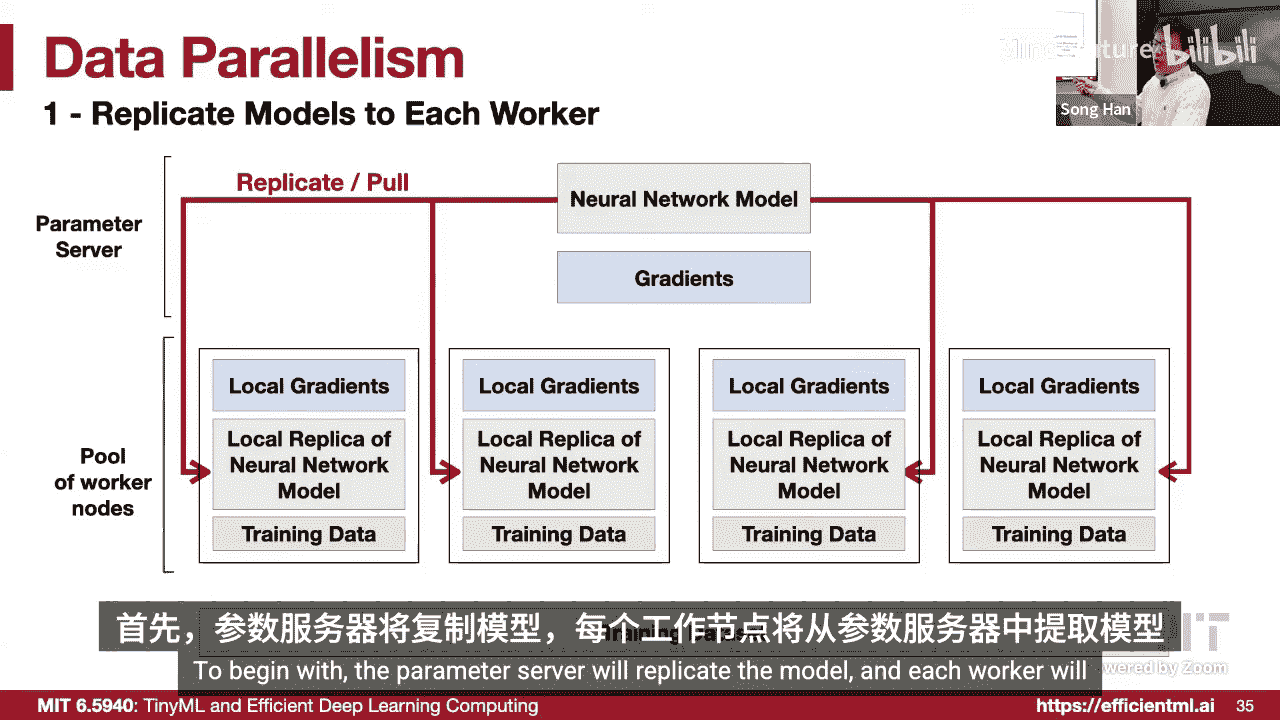 Data Parallelism
1 - Replicate Models to Each Worker
bilibili
Song Han
Replicate / Pull
Parameter
Server
Neural Network Model
Gradients
Pool
of worker
nodes
Local Gradients
Local Replica of
Neural Network
Model
Training Data
Local Gradients
Local Replica of
Neural Network
Model
Training Data
Local Gradients
Local Replica of
Neural Network
Model
Training Data
Local Gradients
Local Replica of
Neural Network
Model
Training Data
首先，参数服务器将复制模型，每个工作节点将从参数服务器中提取模型
To begin with, the parameter server will replicate the model, and each worker will
by Zoom
MIT 6.5940: TinyML and Efficient Deep Learning Computing
https://efficientml.ai
35